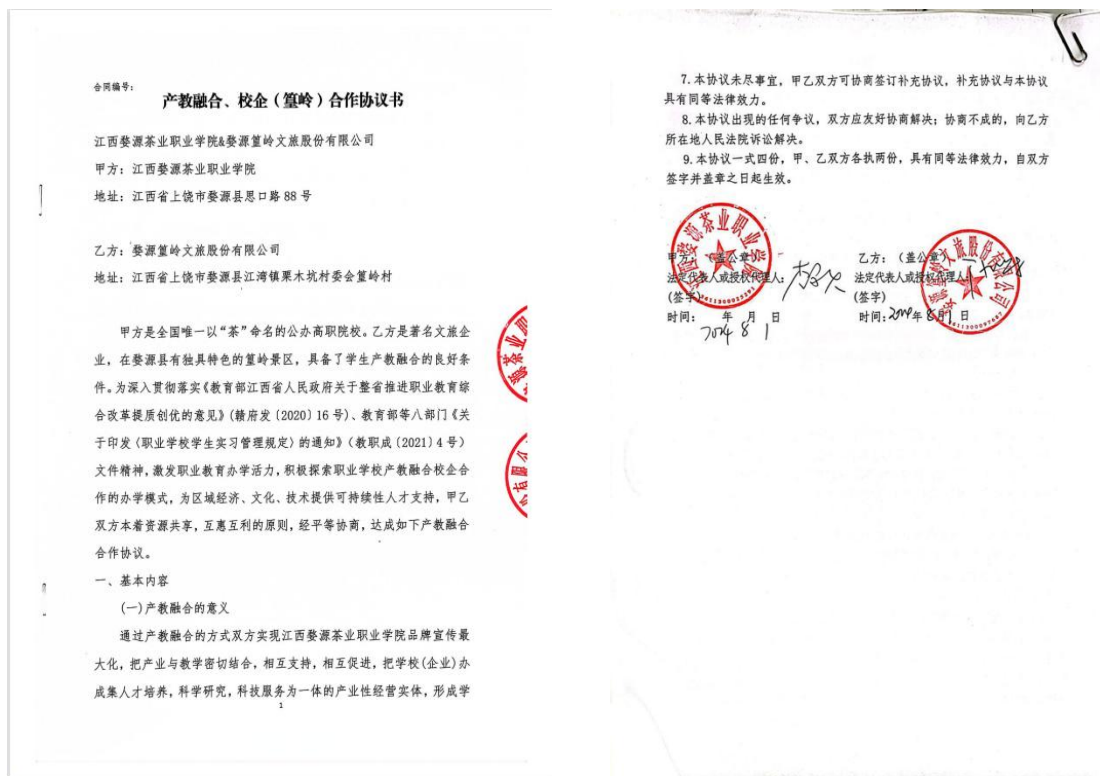 合同编号：
产教融合、校企（篁岭）合作协议书
江西婺源茶业职业学院&婺源篁岭文旅股份有限公司
甲方：江西婺源茶业职业学院
地址：江西省上饶市婺源县思口路 88 号
乙方：婺源篁岭文旅股份有限公司
地址：江西省上饶市婺源县江湾镇栗木坑村委会篁岭村
甲方是全国唯一以“茶”命名的公办高职院校。乙方是著名文旅企
业，在婺源县有独具特色的篁岭景区，具备了学生产教融合的良好条
件。为深入贯彻落实《教育部江西省人民政府关于整省推进职业教育综
合改革提质创优的意见》(赣府发〔2020〕16 号)、教育部等八部门《关
于印发〈职业学校学生实习管理规定〉的通知》（教职成〔2021〕4 号）
文件精神，激发职业教育办学活力，积极探索职业学校产教融合校企合
作的办学模式，为区域经济、文化、技术提供可持续性人才支持，甲乙
双方本着资源共享，互惠互利的原则，经平等协商，达成如下产教融合
合作协议。
一、基本内容
(一)产教融合的意义
通过产教融合的方式双方实现江西婺源茶业职业学院品牌宣传最
大化，把产业与教学密切结合，相互支持，相互促进，把学校(企业)办
成集人才培养，科学研究，科技服务为一体的产业性经营实体，形成学
1
7.本协议未尽事宜，甲乙双方可协商签订补充协议，补充协议与本协议
具有同等法律效力。
8.本协议出现的任何争议，双方应友好协商解决；协商不成的，向乙方
所在地人民法院诉讼解决。
9.本协议一式四份，甲、乙双方各执两份，具有同等法律效力，自双方
签字并盖章之日起生效。
甲方：（盖公章）
法定代表人或授权代理人：
(签字)
时间： 年 月 日
2024 8 1
江西婺源茶业职业学院
乙方：（盖公章）
法定代表人或授权代理人：
(签字)
时间：2024年 8月1 日
婺源篁岭文旅股份有限公司